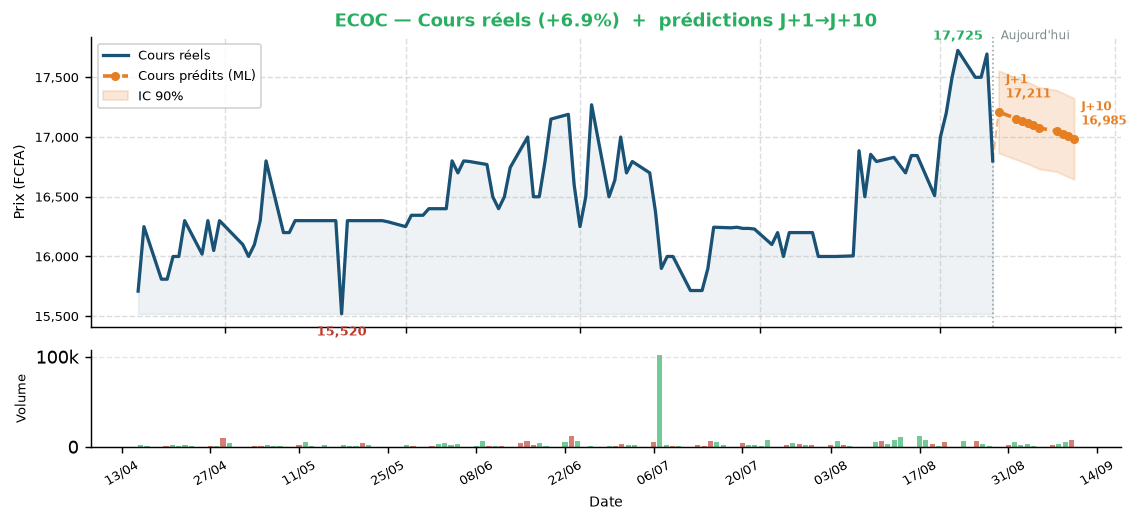 ECOC — Cours réels (+6.9%)  +  prédictions J+1→J+10
17,725
Aujourd'hui
Cours réels
Cours prédits (ML)
IC 90%
J+1
17,211
J+10
16,985
17,500
17,000
16,500
16,000
15,500
Prix (FCFA)
15,520
100k
0
Volume
13/04
27/04
11/05
25/05
08/06
22/06
06/07
20/07
03/08
17/08
31/08
14/09
Date